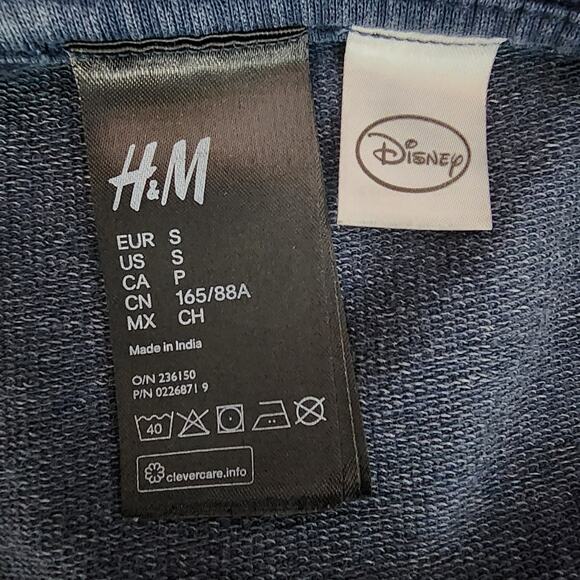 H&M
EUR S
US S
CA P
CN 165/88A
MX CH
Made in India
O/N 236150
P/N 0226871 9
40
clevercare.info
Disney